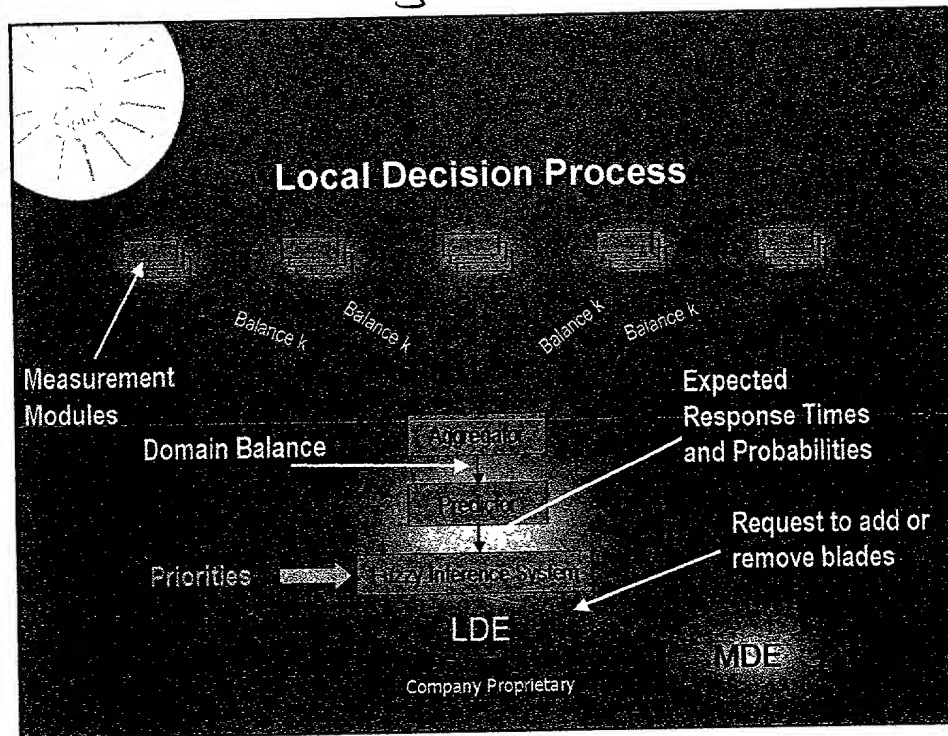 Local Decision Process
Balance k
Balance k
Balance k
Balance k
Measurement
Modules
Expected
Response Times
and Probabilities
Aggregator
Domain Balance
Predictor
Request to add or
remove blades
Priorities
Fuzzy Inference System
LDE
MDE
Company Proprietary